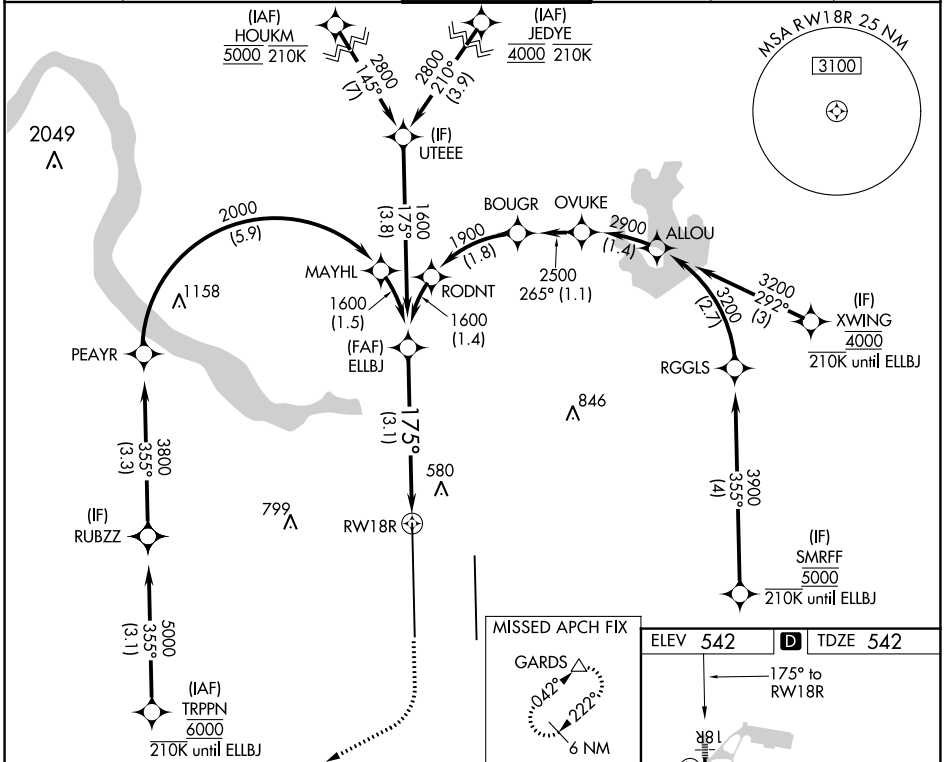 (IAF)
HOUKM
5000 210K
(IAF)
JEDYE
4000 210K
MSA RW18R 25 NM
3100
2800
145°
(7)
2800
210°
(3.9)
2049
(IF)
UTEEE
1600
175°
(3.8)
2000
(5.9)
BOUGR
OVUKE
1900
(1.8)
2900
(1.4)
ALLOU
2500
265° (1.1)
MAYHL
RODNT
1158
1600
(1.5)
1600
(1.4)
3200
(2.7)
3200
292°
(3)
(IF)
XWING
4000
210K until ELLBJ
PEAYR
(FAF)
ELLBJ
RGGLS
846
175°
(3.1)
3800
355°
(3.3)
580
3900
355°
(4)
(IF)
RUBZZ
799
RW18R
(IF)
SMRFF
5000
210K until ELLBJ
5000
355°
(3.1)
(IAF)
TRPPN
6000
210K until ELLBJ
MISSED APCH FIX
GARDS
042°
222°
6 NM
ELEV 542
D
TDZE 542
175° to
RW18R
18R